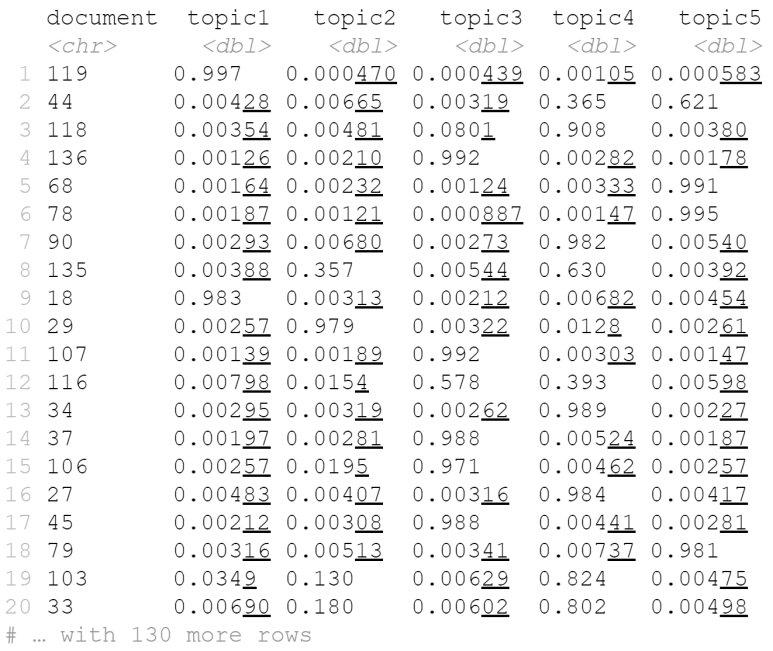 document topic1 topic2 topic3 topic4 topic5
<chr> <dbl> <dbl> <dbl> <dbl> <dbl>
1 119 0.997 0.000470 0.000439 0.00105 0.000583
2 44 0.00428 0.00665 0.00319 0.365 0.621
3 118 0.00354 0.00481 0.0801 0.908 0.00380
4 136 0.00126 0.00210 0.992 0.00282 0.00178
5 68 0.00164 0.00232 0.00124 0.00333 0.991
6 78 0.00187 0.00121 0.000887 0.00147 0.995
7 90 0.00293 0.00680 0.00273 0.982 0.00540
8 135 0.00388 0.357 0.00544 0.630 0.00392
9 18 0.983 0.00313 0.00212 0.00682 0.00454
10 29 0.00257 0.979 0.00322 0.0128 0.00261
11 107 0.00139 0.00189 0.992 0.00303 0.00147
12 116 0.00798 0.0154 0.578 0.393 0.00598
13 34 0.00295 0.00319 0.00262 0.989 0.00227
14 37 0.00197 0.00281 0.988 0.00524 0.00187
15 106 0.00257 0.0195 0.971 0.00462 0.00257
16 27 0.00483 0.00407 0.00316 0.984 0.00417
17 45 0.00212 0.00308 0.988 0.00441 0.00281
18 79 0.00316 0.00513 0.00341 0.00737 0.981
19 103 0.0349 0.130 0.00629 0.824 0.00475
20 33 0.00690 0.180 0.00602 0.802 0.00498
# … with 130 more rows